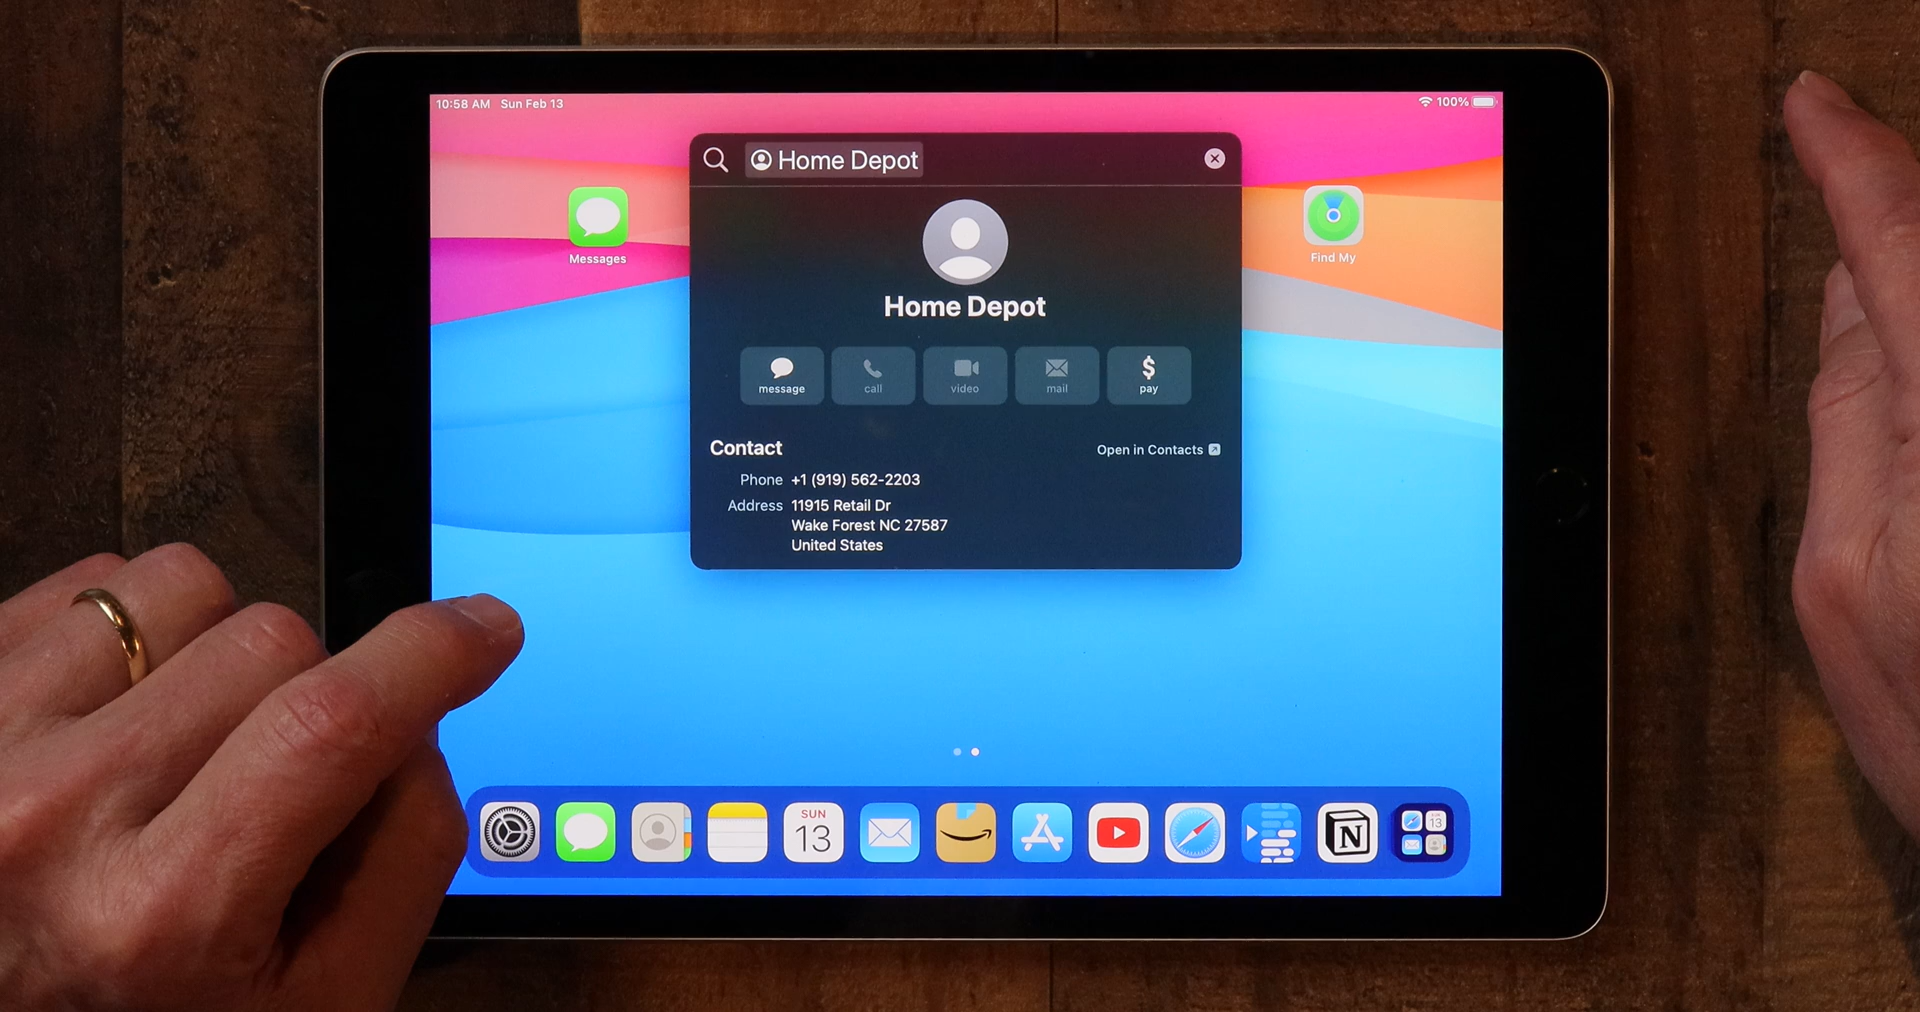 10:58 AM Sun Feb 13
100%
Home Depot
Messages
Find My
Home Depot
message call video mail pay
Contact
Open in Contacts
Phone +1 (919) 562-2203
Address 11915 Retail Dr
Wake Forest NC 27587
United States
SUN
13
N
13